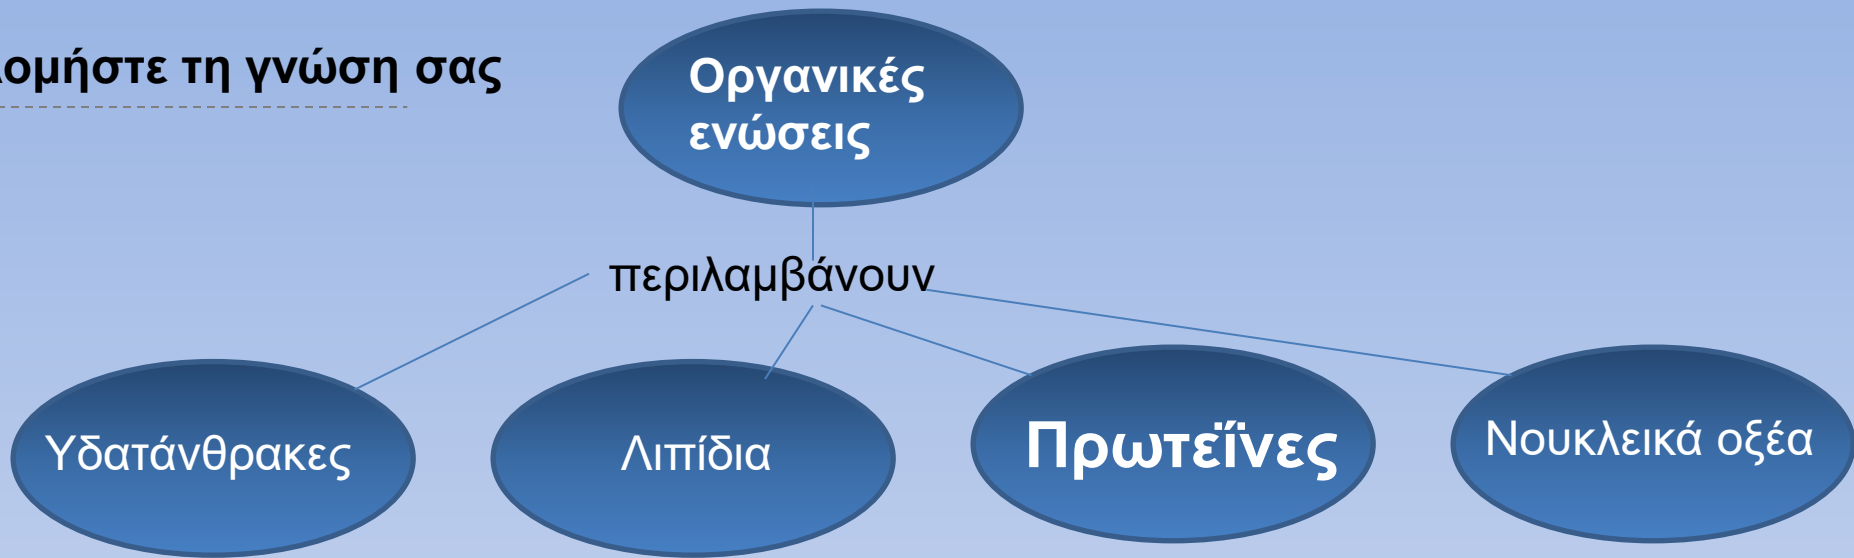 ομήστε τη γνώση σας
Οργανικές
ενώσεις
περιλαμβάνουν
Υδατάνθρακες
Λιπίδια
Πρωτεΐνες
Νουκλεικά οξέα